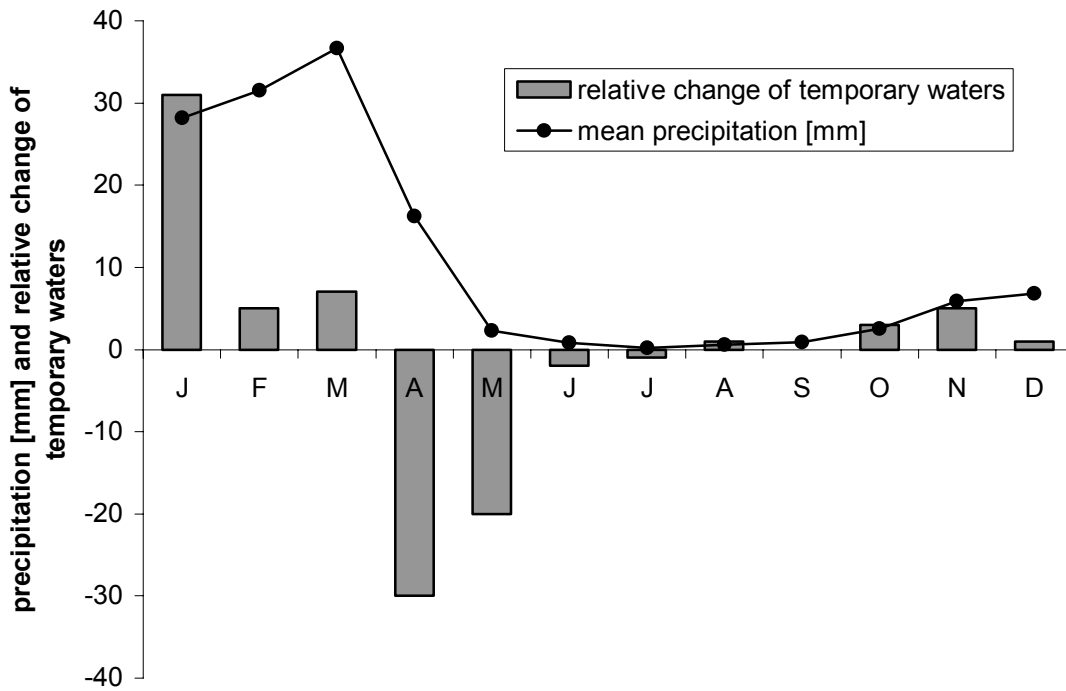 precipitation [mm] and relative change of
temporary waters
40
30
20
10
0
-10
-20
-30
-40
relative change of temporary waters
mean precipitation [mm]
J F M A M J J A S O N D